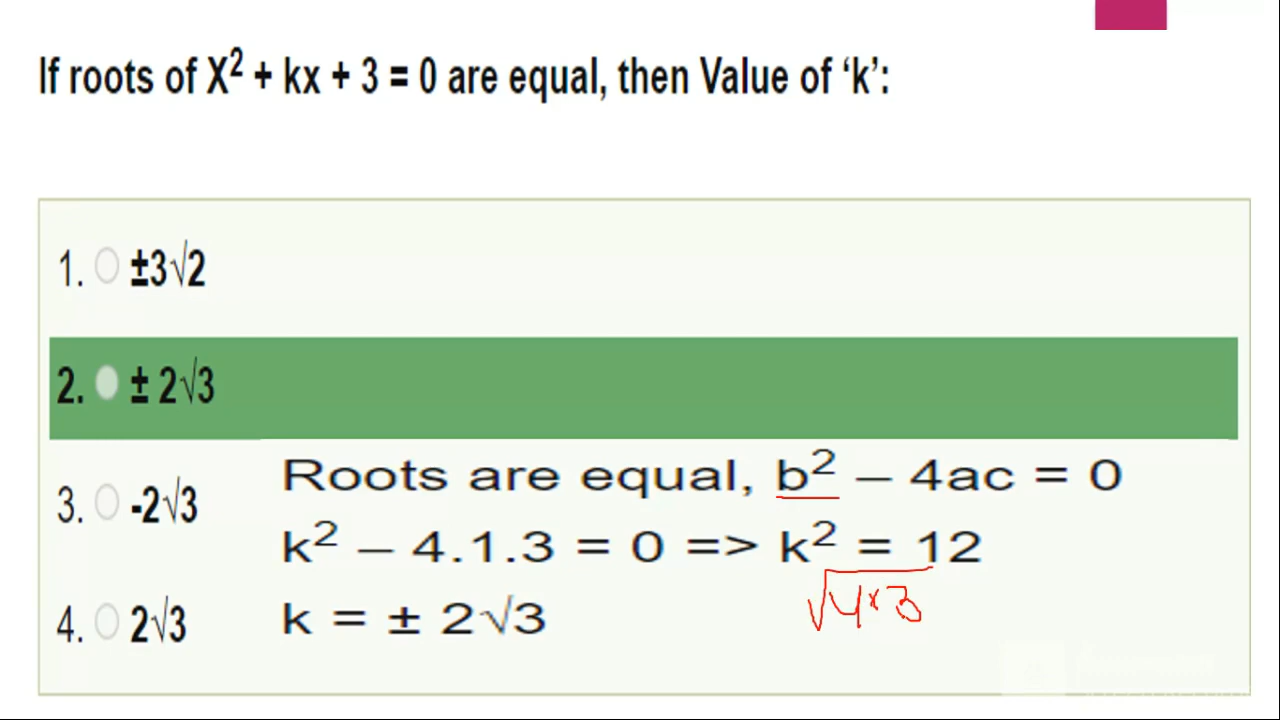 If roots of X² + kx + 3 = 0 are equal, then Value of ‘k’:
1. ±3√2
2. ± 2√3
Roots are equal, b² – 4ac = 0
3. -2√3
k² – 4.1.3 = 0 => k² = 12
√4×3
4. 2√3
k = ± 2√3